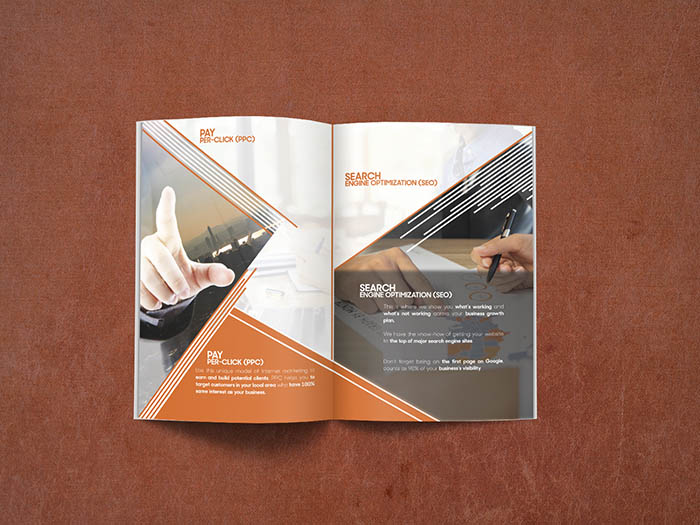 PAY
PER-CLICK (PPC)
PAY
PER-CLICK (PPC)
Use this unique model of Internet marketing to
earn and build potential clients. PPC helps you to
target customers in your local area who have 100%
same interest as your business.
SEARCH
ENGINE OPTIMIZATION (SEO)
SEARCH
ENGINE OPTIMIZATION (SEO)
This is where we show you what's working and
what's not working across your business growth
plan.
We have the know-how of getting your website
to the top of major search engine sites
Don't forget being on the first page on Google,
counts as 90% of your business's visibility